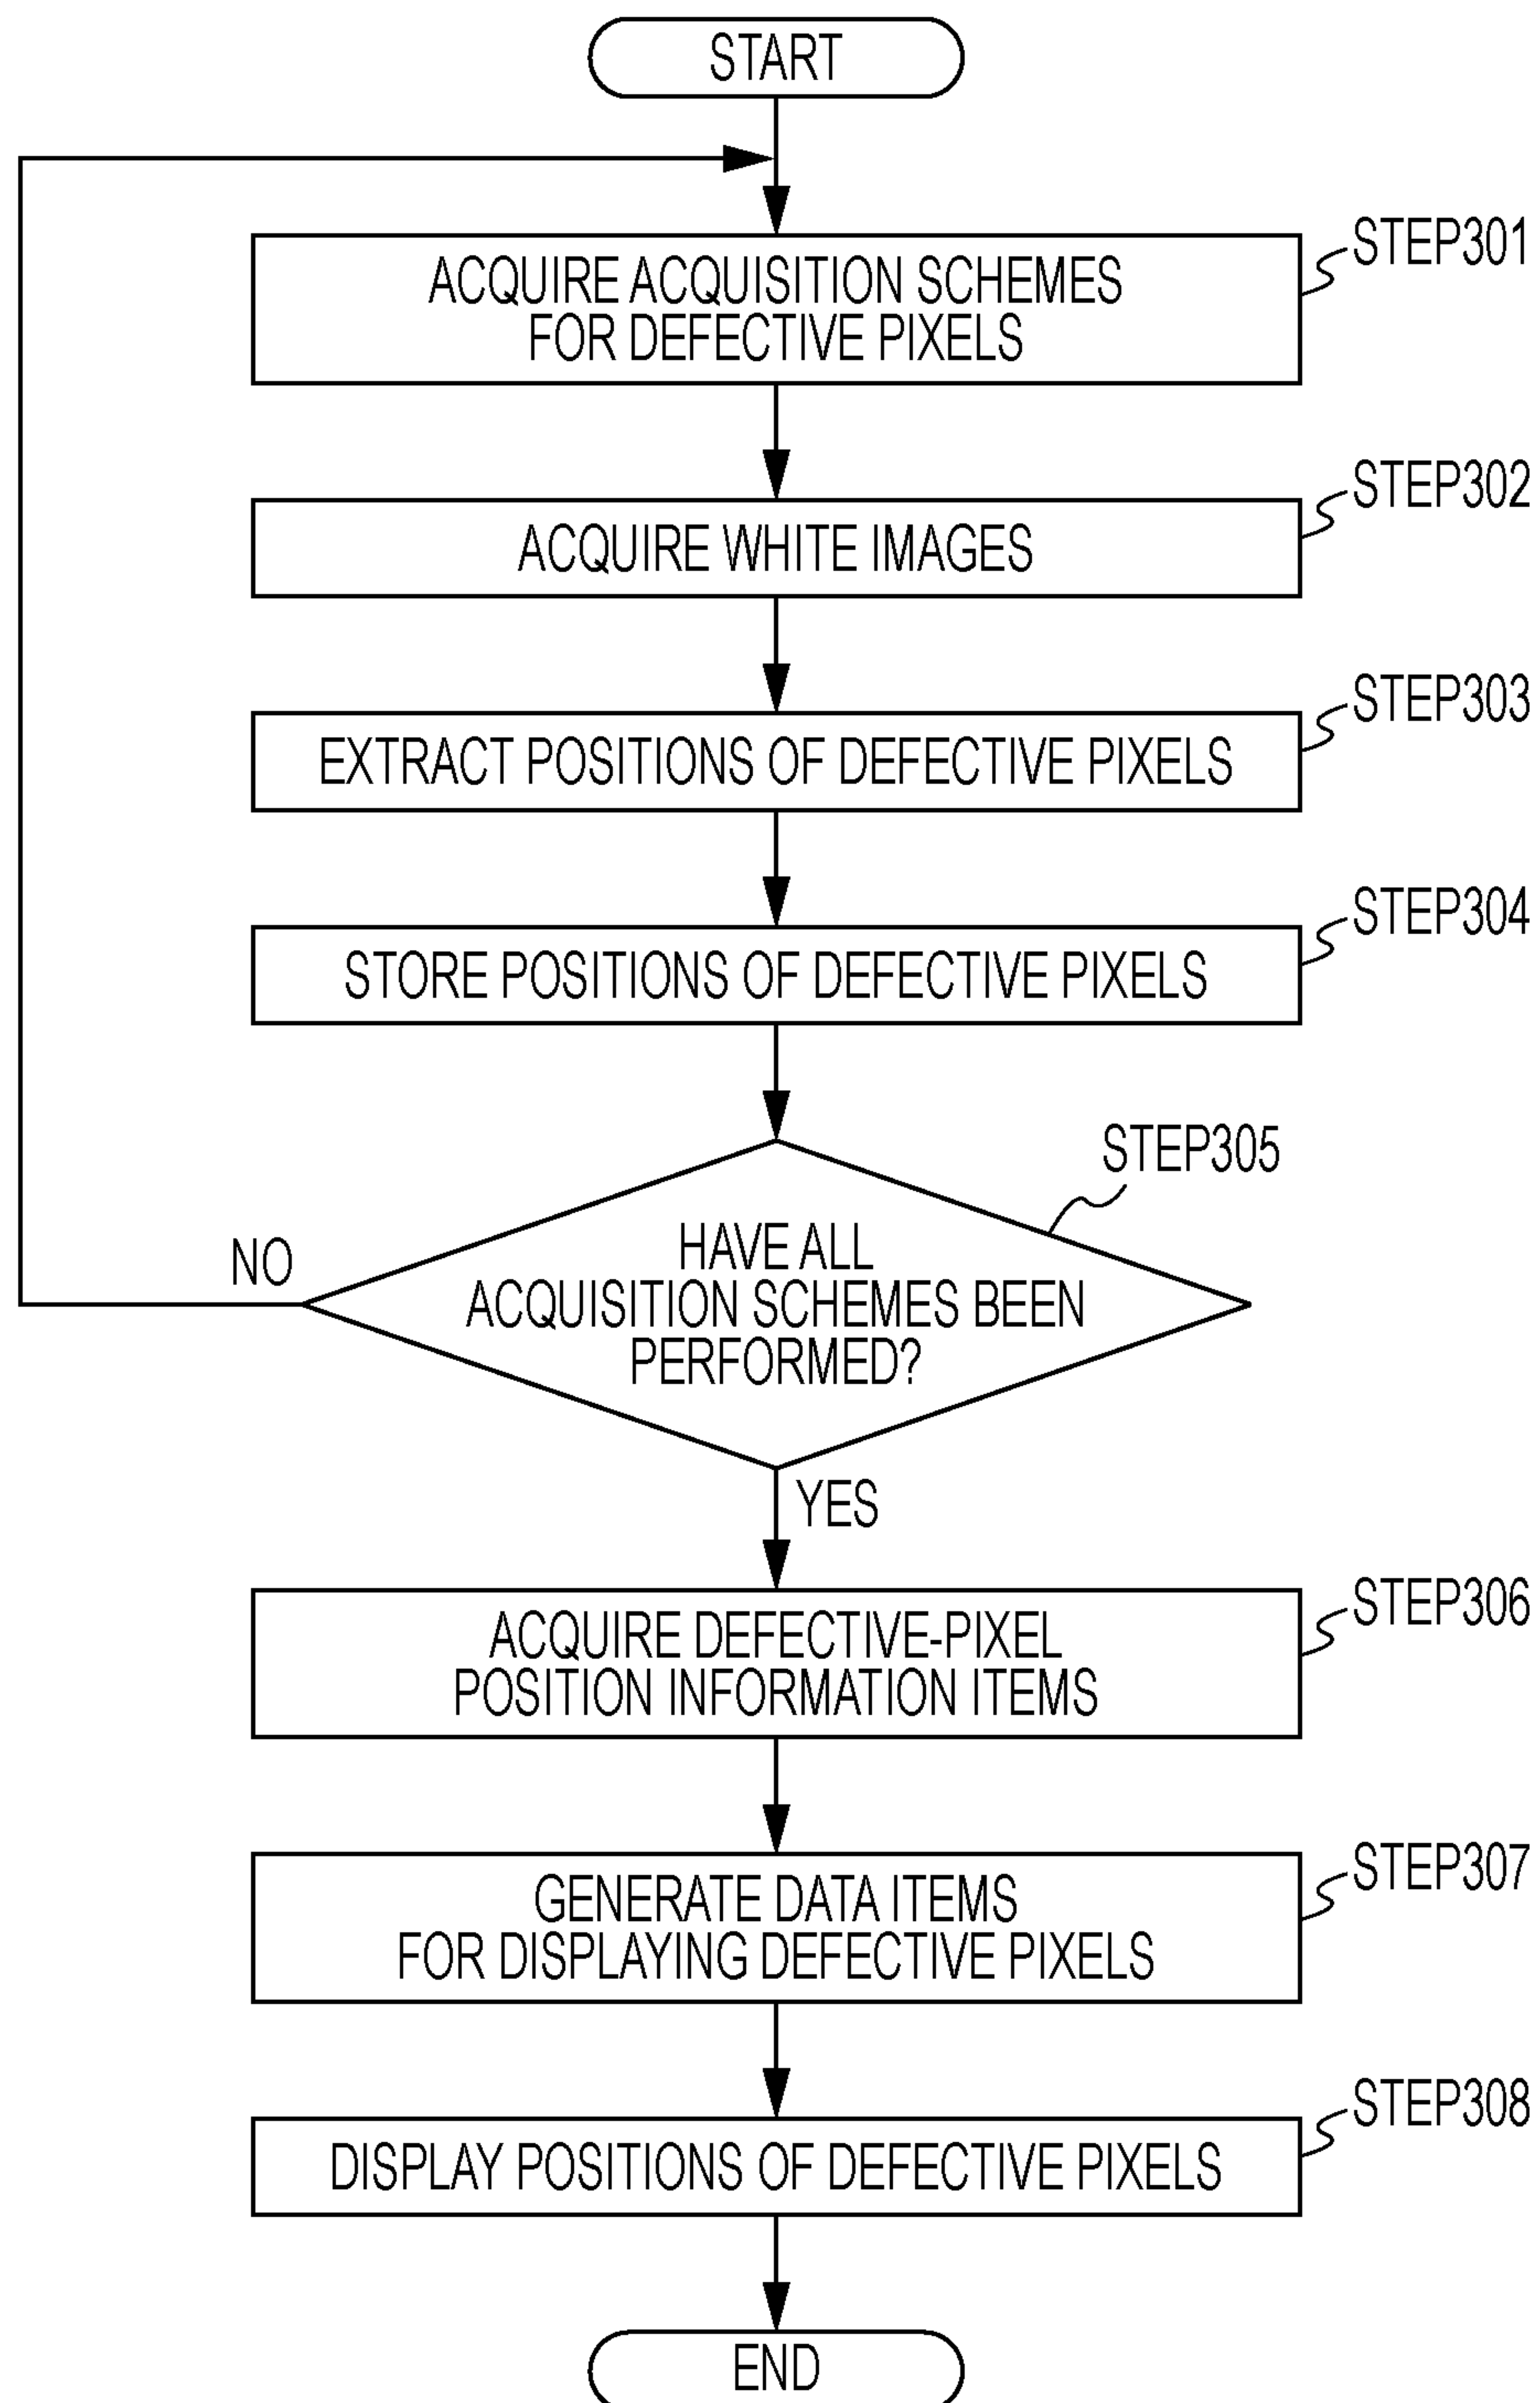 START
ACQUIRE ACQUISITION SCHEMES
FOR DEFECTIVE PIXELS
STEP301
ACQUIRE WHITE IMAGES
STEP302
EXTRACT POSITIONS OF DEFECTIVE PIXELS
STEP303
STORE POSITIONS OF DEFECTIVE PIXELS
STEP304
HAVE ALL
ACQUISITION SCHEMES BEEN
PERFORMED?
STEP305
NO
YES
ACQUIRE DEFECTIVE-PIXEL
POSITION INFORMATION ITEMS
STEP306
GENERATE DATA ITEMS
FOR DISPLAYING DEFECTIVE PIXELS
STEP307
DISPLAY POSITIONS OF DEFECTIVE PIXELS
STEP308
END